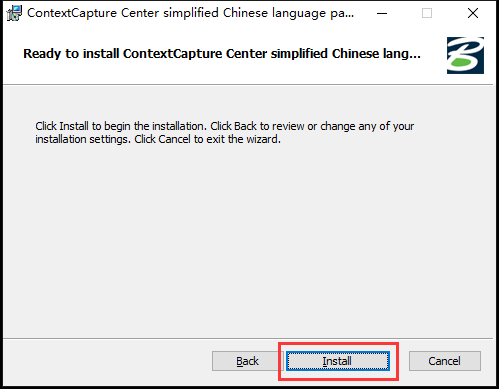 ContextCapture Center simplified Chinese language pa...
Ready to install ContextCapture Center simplified Chinese lang...
Click Install to begin the installation. Click Back to review or change any of your
installation settings. Click Cancel to exit the wizard.
Back
Install
Cancel